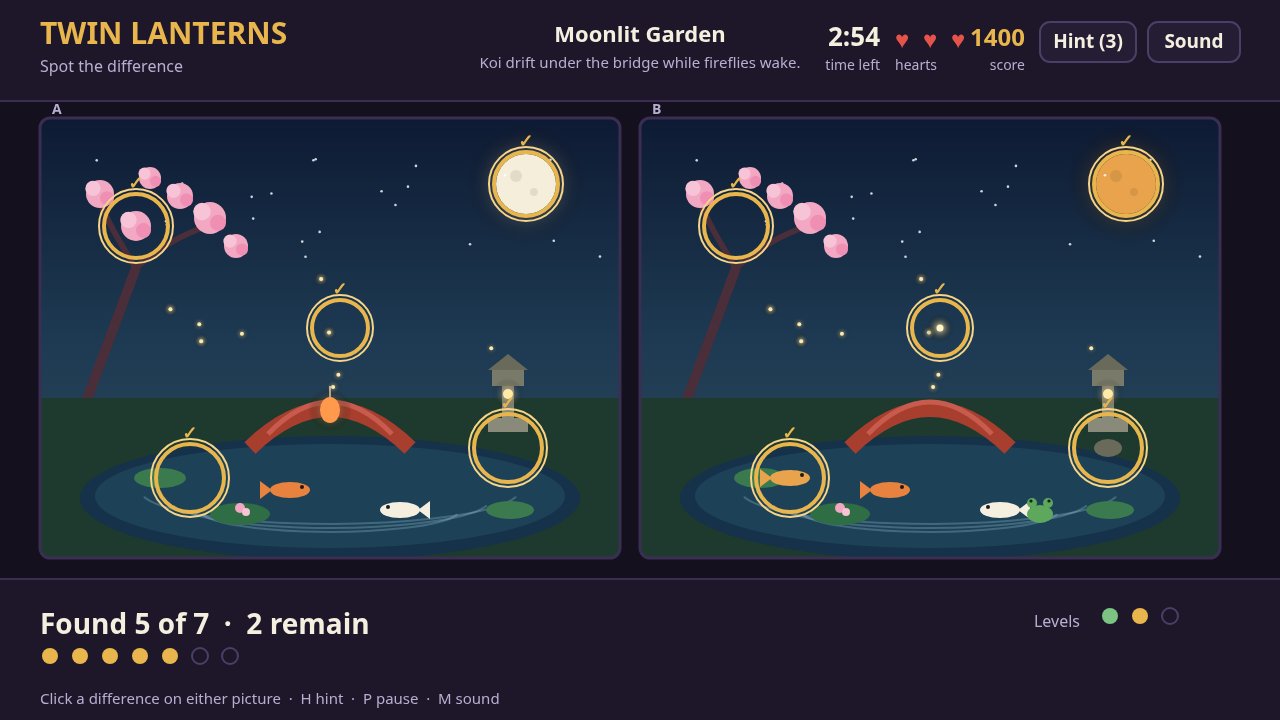 TWIN LANTERNS
Spot the difference
Moonlit Garden
Koi drift under the bridge while fireflies wake.
2:54
time left
♥ ♥ ♥
hearts
1400
score
Hint (3)
Sound
A
B
✓
✓
✓
✓
✓
✓
✓
✓
✓
✓
Found 5 of 7 · 2 remain
Levels
Click a difference on either picture · H hint · P pause · M sound